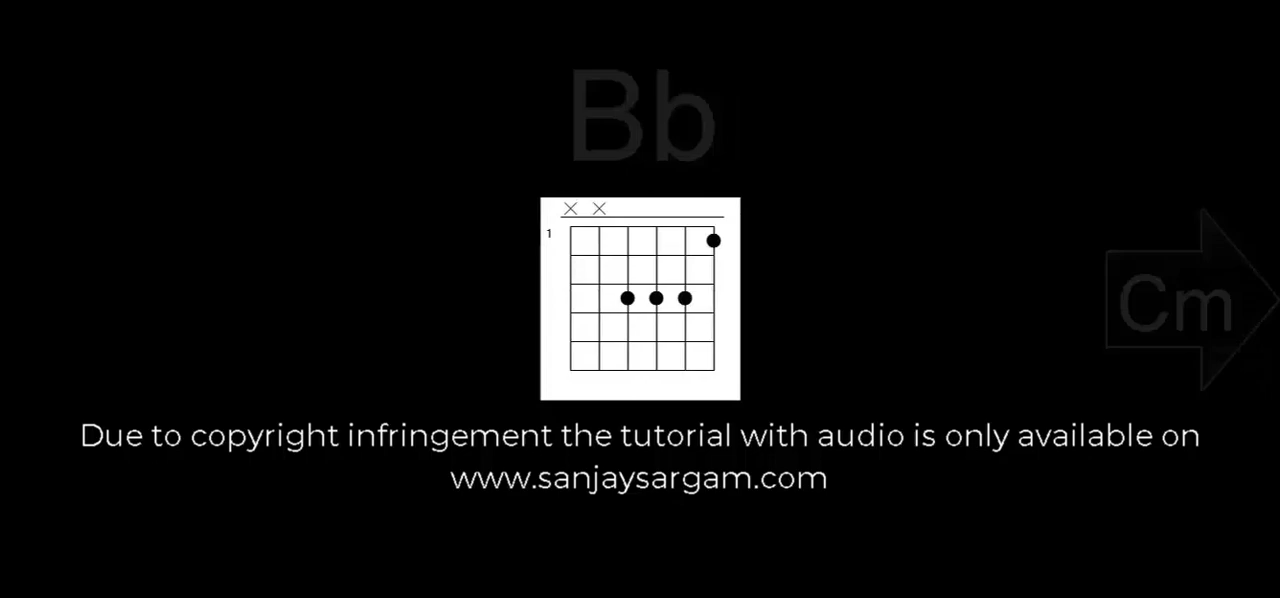 Bb
X X
1
Cm
Due to copyright infringement the tutorial with audio is only available on
www.sanjaysargam.com